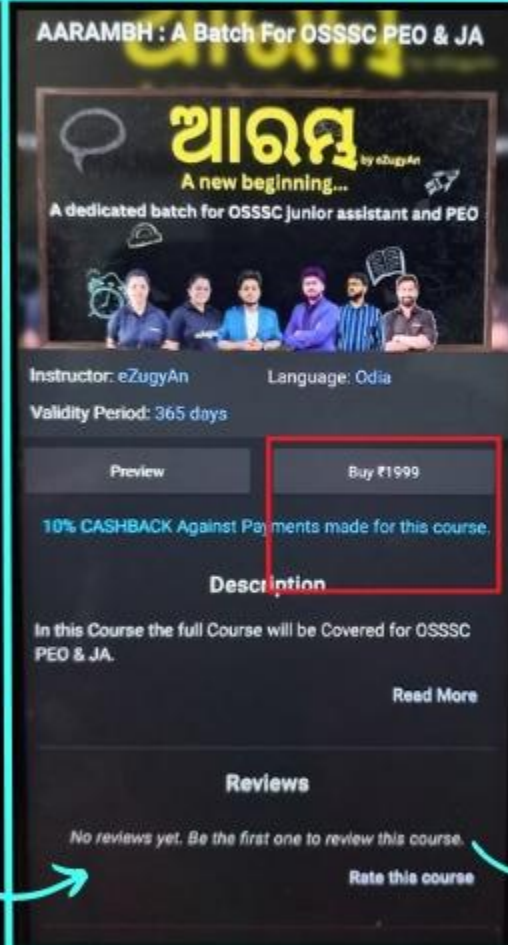 AARAMBH : A Batch For OSSSC PEO & JA
ଆରମ୍ଭ
by eZugyAn
A new beginning...
A dedicated batch for OSSSC junior assistant and PEO
Instructor: eZugyAn Language: Odia
Validity Period: 365 days
Preview Buy ₹1999
10% CASHBACK Against Payments made for this course.
Description
In this Course the full Course will be Covered for OSSSC
PEO & JA.
Read More
Reviews
No reviews yet. Be the first one to review this course.
Rate this course